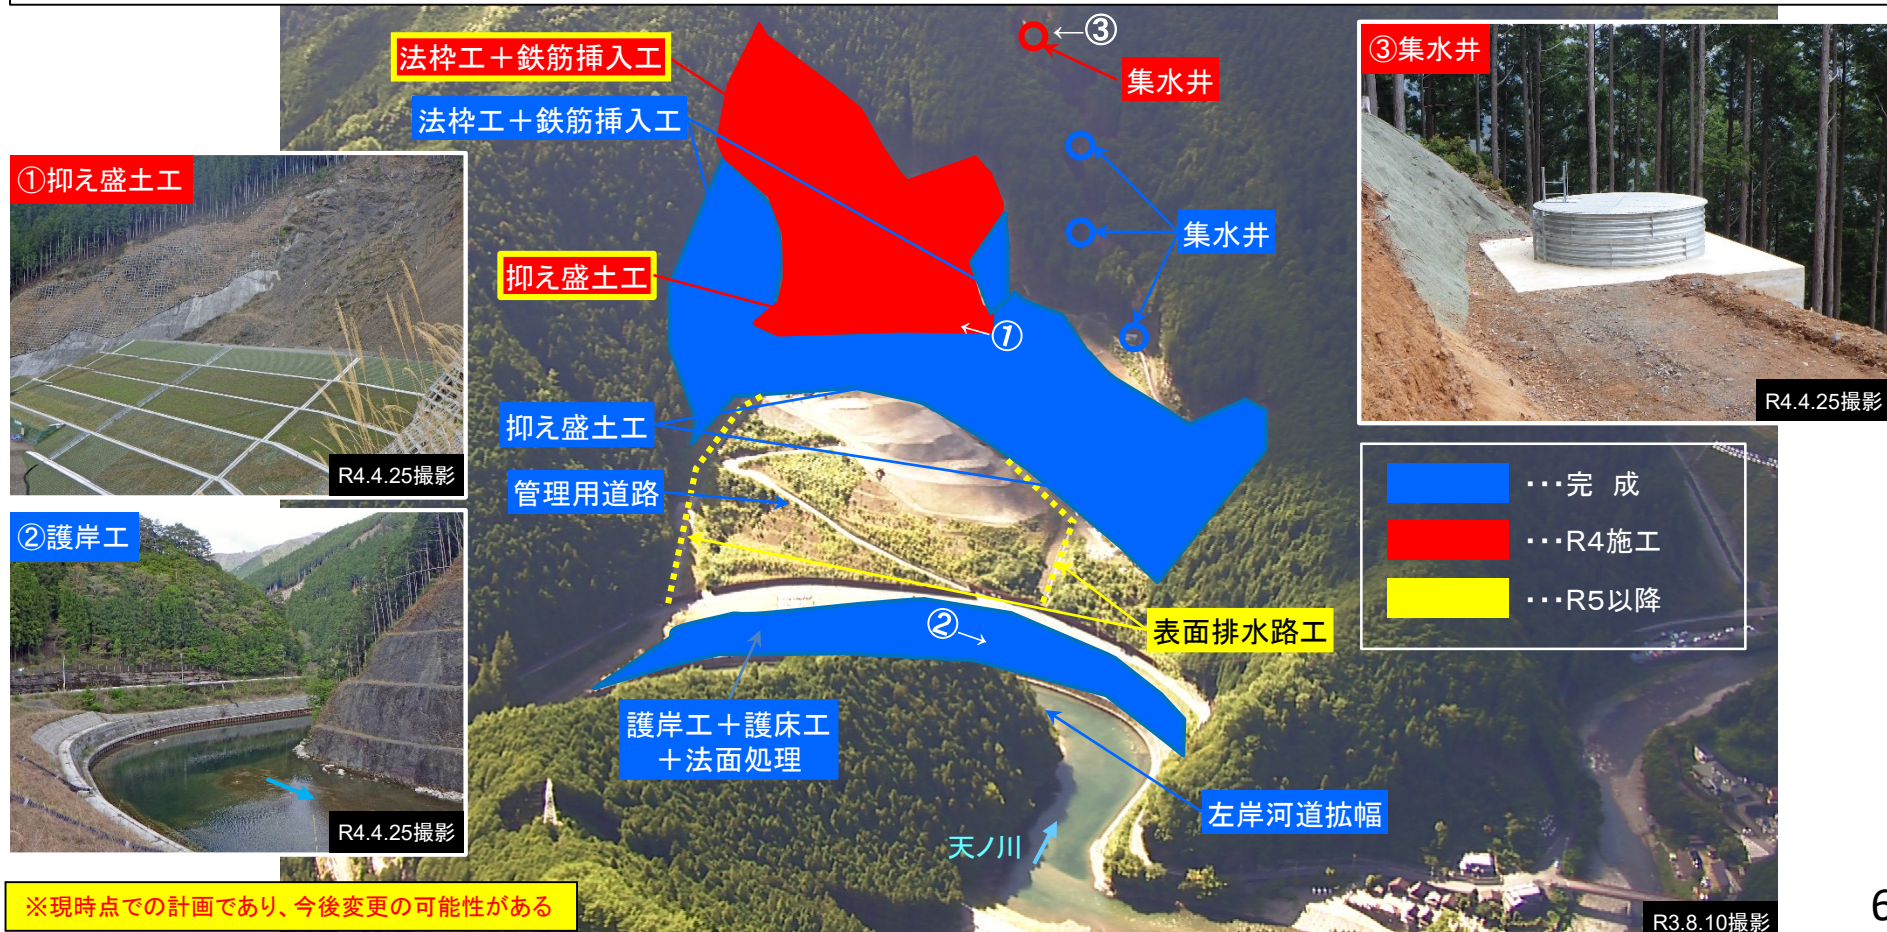 法枠工＋鉄筋挿入工
法枠工＋鉄筋挿入工
←③
集水井
③集水井
R4.4.25撮影
①抑え盛土工
R4.4.25撮影
抑え盛土工
←①
集水井
抑え盛土工
管理用道路
･･･完　成
･･･R4施工
･･･R5以降
②護岸工
R4.4.25撮影
②→
表面排水路工
護岸工＋護床工
＋法面処理
左岸河道拡幅
天ノ川
※現時点での計画であり、今後変更の可能性がある
R3.8.10撮影
6